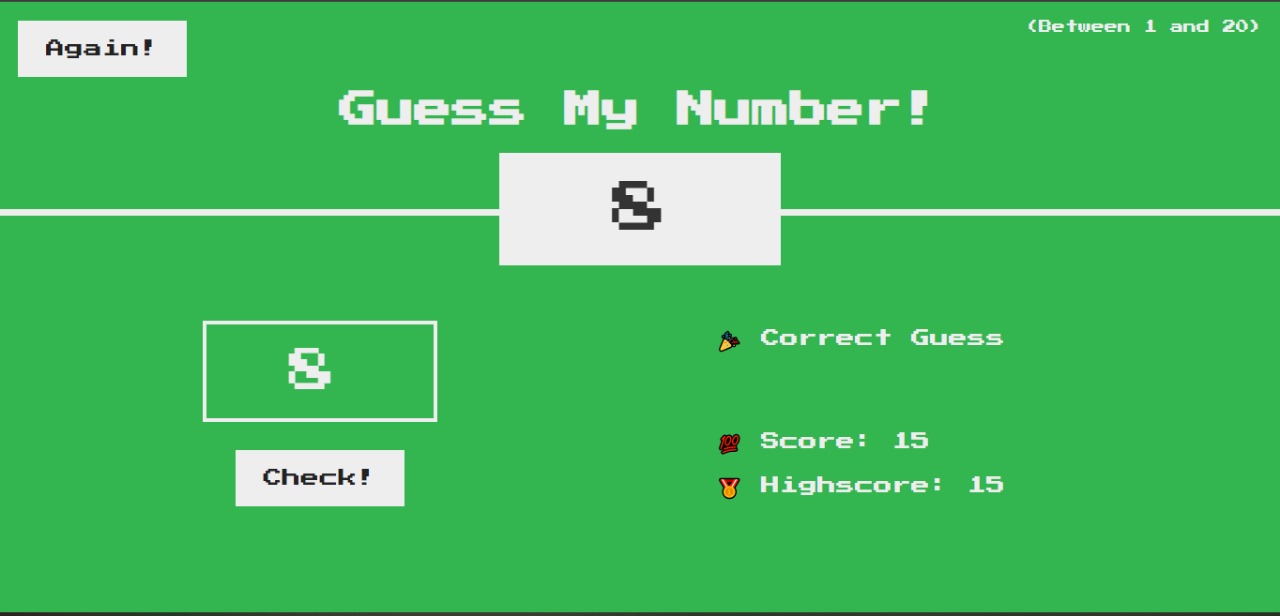 Again!
(Between 1 and 20)
Guess My Number!
8
8
Check!
🎉 Correct Guess
💯 Score: 15
🥇 Highscore: 15